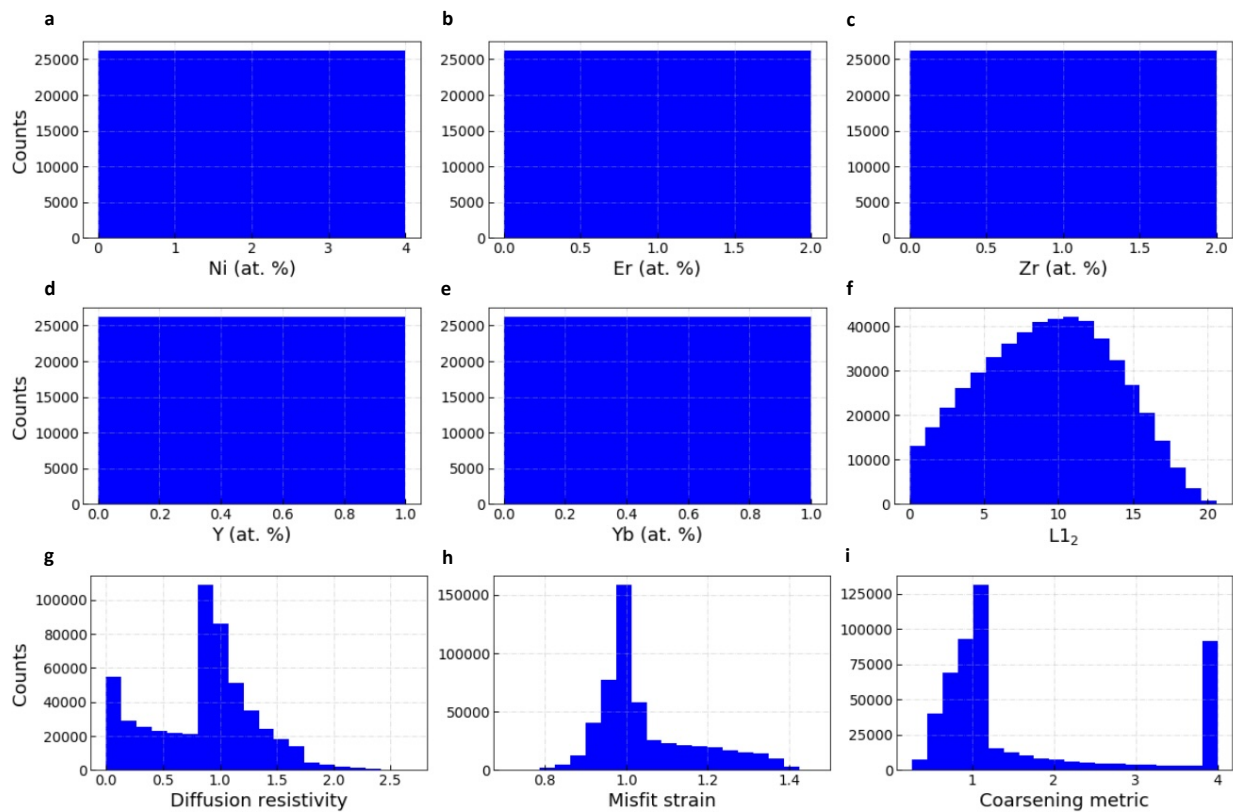 a
b
c
25000
20000
15000
10000
5000
0
Counts
0 1 2 3 4
Ni (at. %)
25000
20000
15000
10000
5000
0
0.0 0.5 1.0 1.5 2.0
Er (at. %)
25000
20000
15000
10000
5000
0
0.0 0.5 1.0 1.5 2.0
Zr (at. %)
d
e
f
25000
20000
15000
10000
5000
0
Counts
0.0 0.2 0.4 0.6 0.8 1.0
Y (at. %)
25000
20000
15000
10000
5000
0
0.0 0.2 0.4 0.6 0.8 1.0
Yb (at. %)
40000
30000
20000
10000
0
0 5 10 15 20
L1₂
g
h
i
100000
80000
60000
40000
20000
0
Counts
0.0 0.5 1.0 1.5 2.0 2.5
Diffusion resistivity
150000
100000
50000
0
0.8 1.0 1.2 1.4
Misfit strain
125000
100000
75000
50000
25000
0
1 2 3 4
Coarsening metric